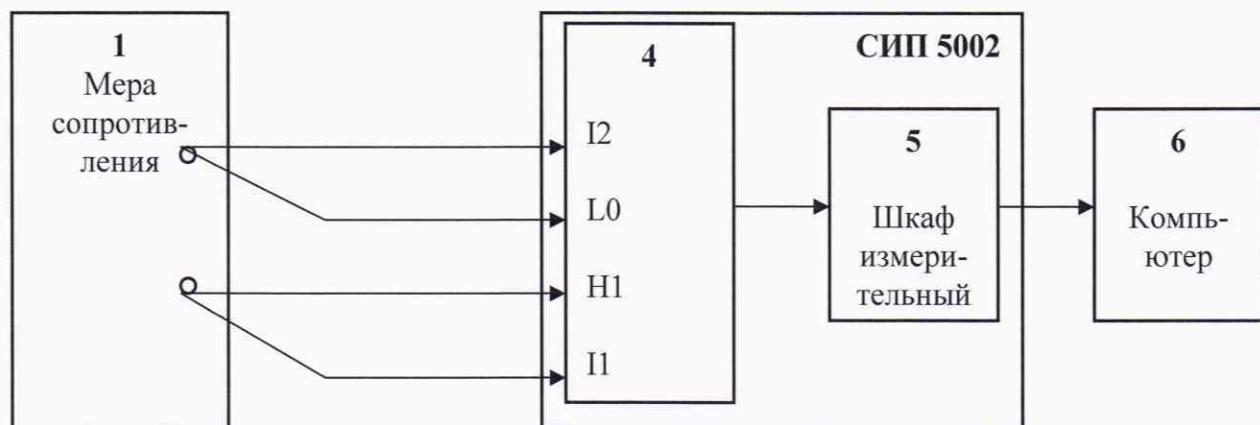 1
Мера
сопротив-
ления
СИП 5002
4
I2
L0
H1
I1
5
Шкаф
измери-
тельный
6
Компь-
ютер